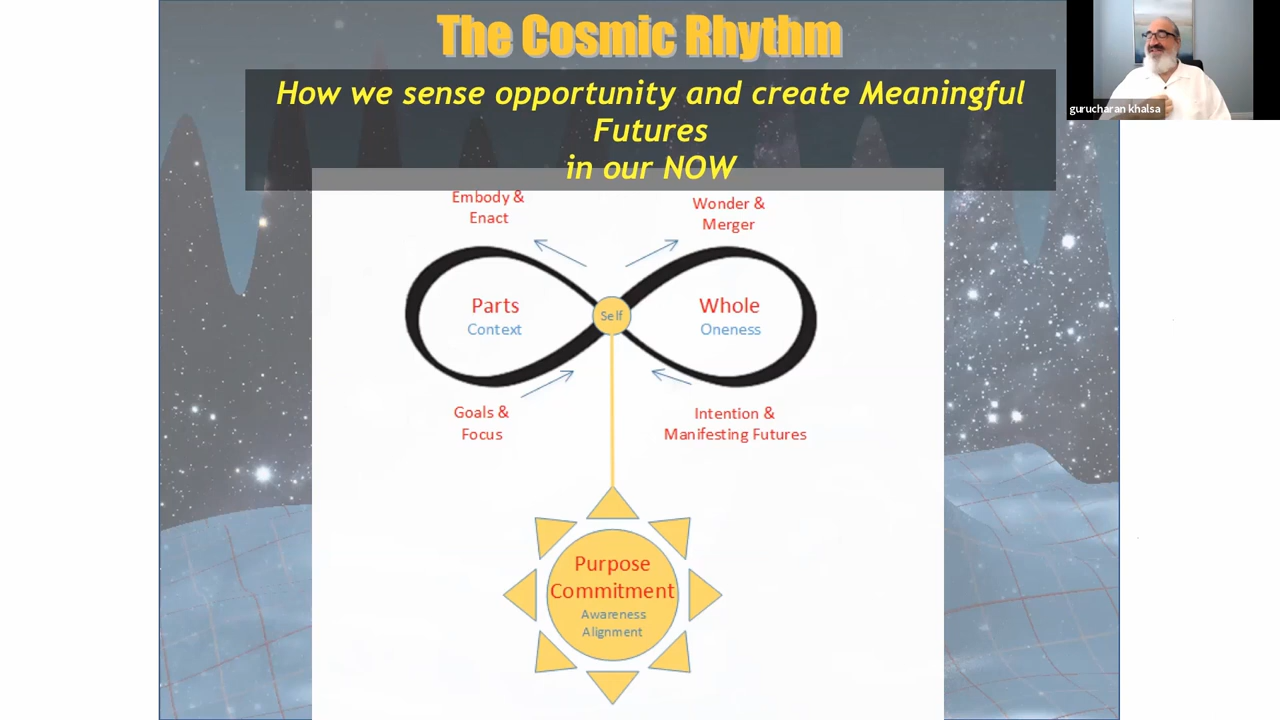 The Cosmic Rhythm
gurucharan khalsa
How we sense opportunity and create Meaningful
Futures
in our NOW
Embody &
Enact
Wonder &
Merger
Parts
Context
Self
Whole
Oneness
Goals &
Focus
Intention &
Manifesting Futures
Purpose
Commitment
Awareness
Alignment